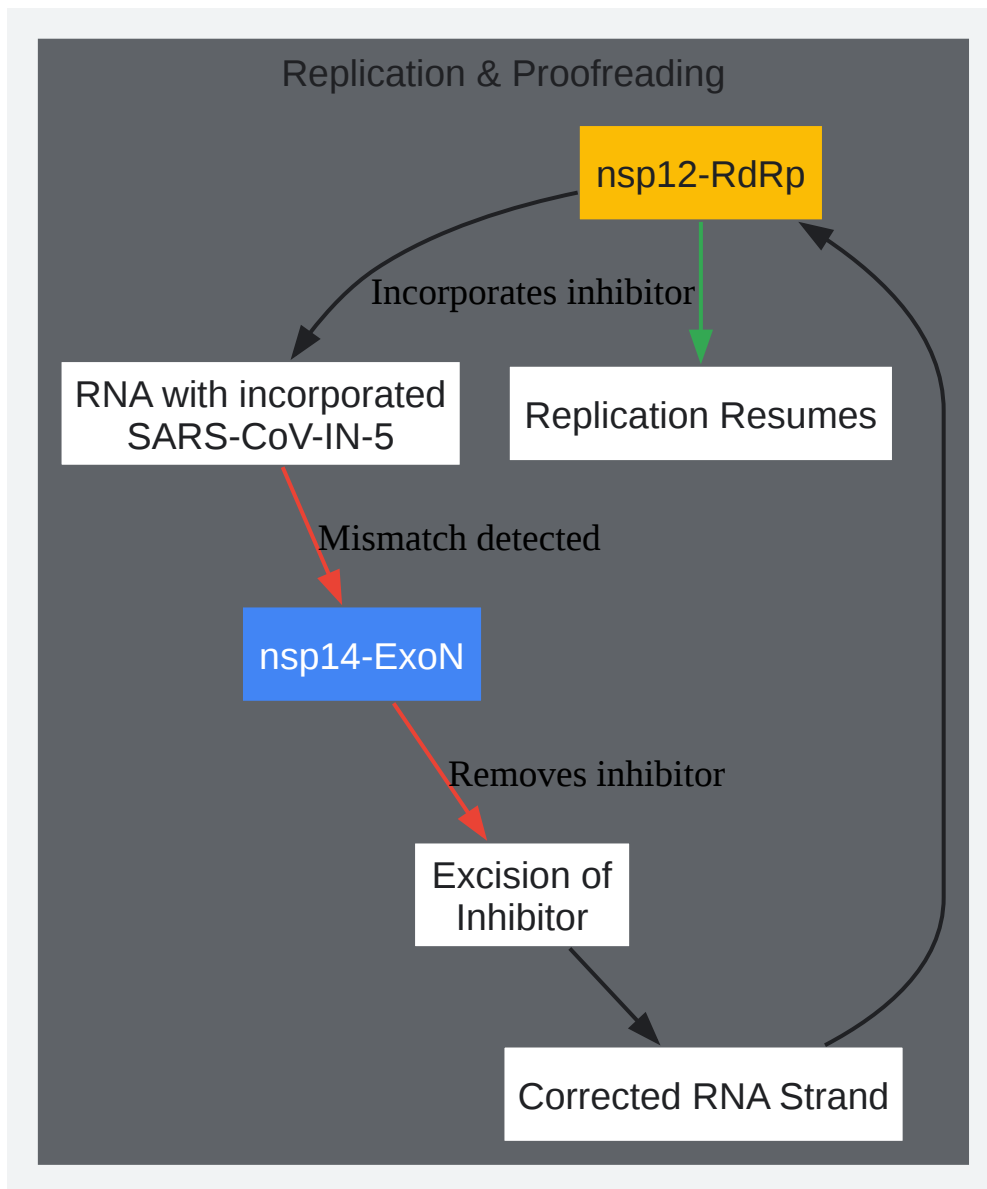 Replication & Proofreading
nsp12-RdRp
Incorporates inhibitor
RNA with incorporated
SARS-CoV-IN-5
Replication Resumes
Mismatch detected
nsp14-ExoN
Removes inhibitor
Excision of
Inhibitor
Corrected RNA Strand